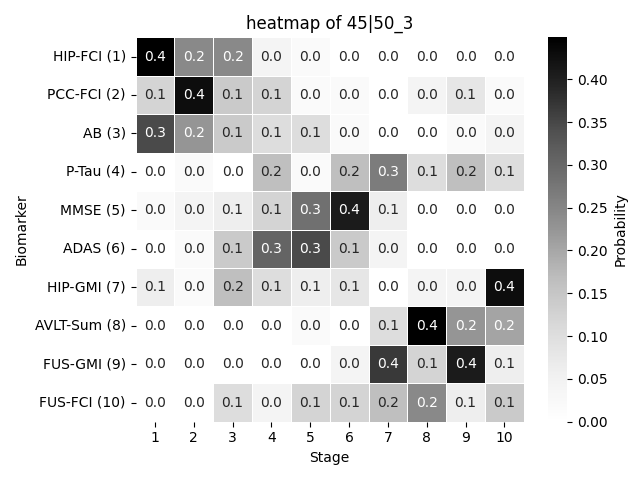 heatmap of 45|50_3
HIP-FCI (1) 0.4 0.2 0.2 0.0 0.0 0.0 0.0 0.0 0.0 0.0
PCC-FCI (2) 0.1 0.4 0.1 0.1 0.0 0.0 0.0 0.0 0.1 0.0
AB (3) 0.3 0.2 0.1 0.1 0.1 0.0 0.0 0.0 0.0 0.0
P-Tau (4) 0.0 0.0 0.0 0.2 0.0 0.2 0.3 0.1 0.2 0.1
MMSE (5) 0.0 0.0 0.1 0.1 0.3 0.4 0.1 0.0 0.0 0.0
ADAS (6) 0.0 0.0 0.1 0.3 0.3 0.1 0.0 0.0 0.0 0.0
HIP-GMI (7) 0.1 0.0 0.2 0.1 0.1 0.1 0.0 0.0 0.0 0.4
AVLT-Sum (8) 0.0 0.0 0.0 0.0 0.0 0.0 0.1 0.4 0.2 0.2
FUS-GMI (9) 0.0 0.0 0.0 0.0 0.0 0.0 0.4 0.1 0.4 0.1
FUS-FCI (10) 0.0 0.0 0.1 0.0 0.1 0.1 0.2 0.2 0.1 0.1
1 2 3 4 5 6 7 8 9 10
Stage
Biomarker
0.40
0.35
0.30
0.25
0.20
0.15
0.10
0.05
0.00
Probability